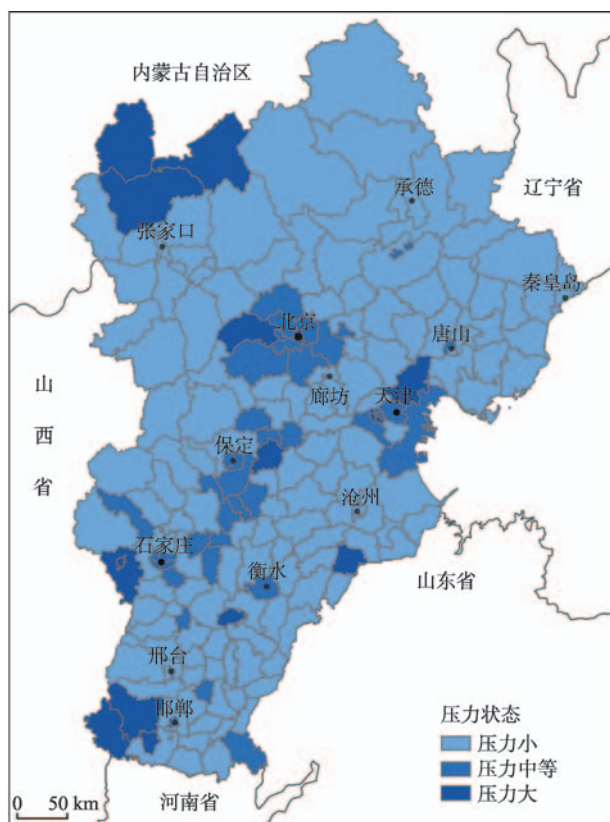 内蒙古自治区
承德
辽宁省
张家口
秦皇岛
北京
唐山
廊坊
天津
山西省
保定
沧州
石家庄
衡水
山东省
邢台
邯郸
压力状态
压力小
压力中等
压力大
0 50 km
河南省